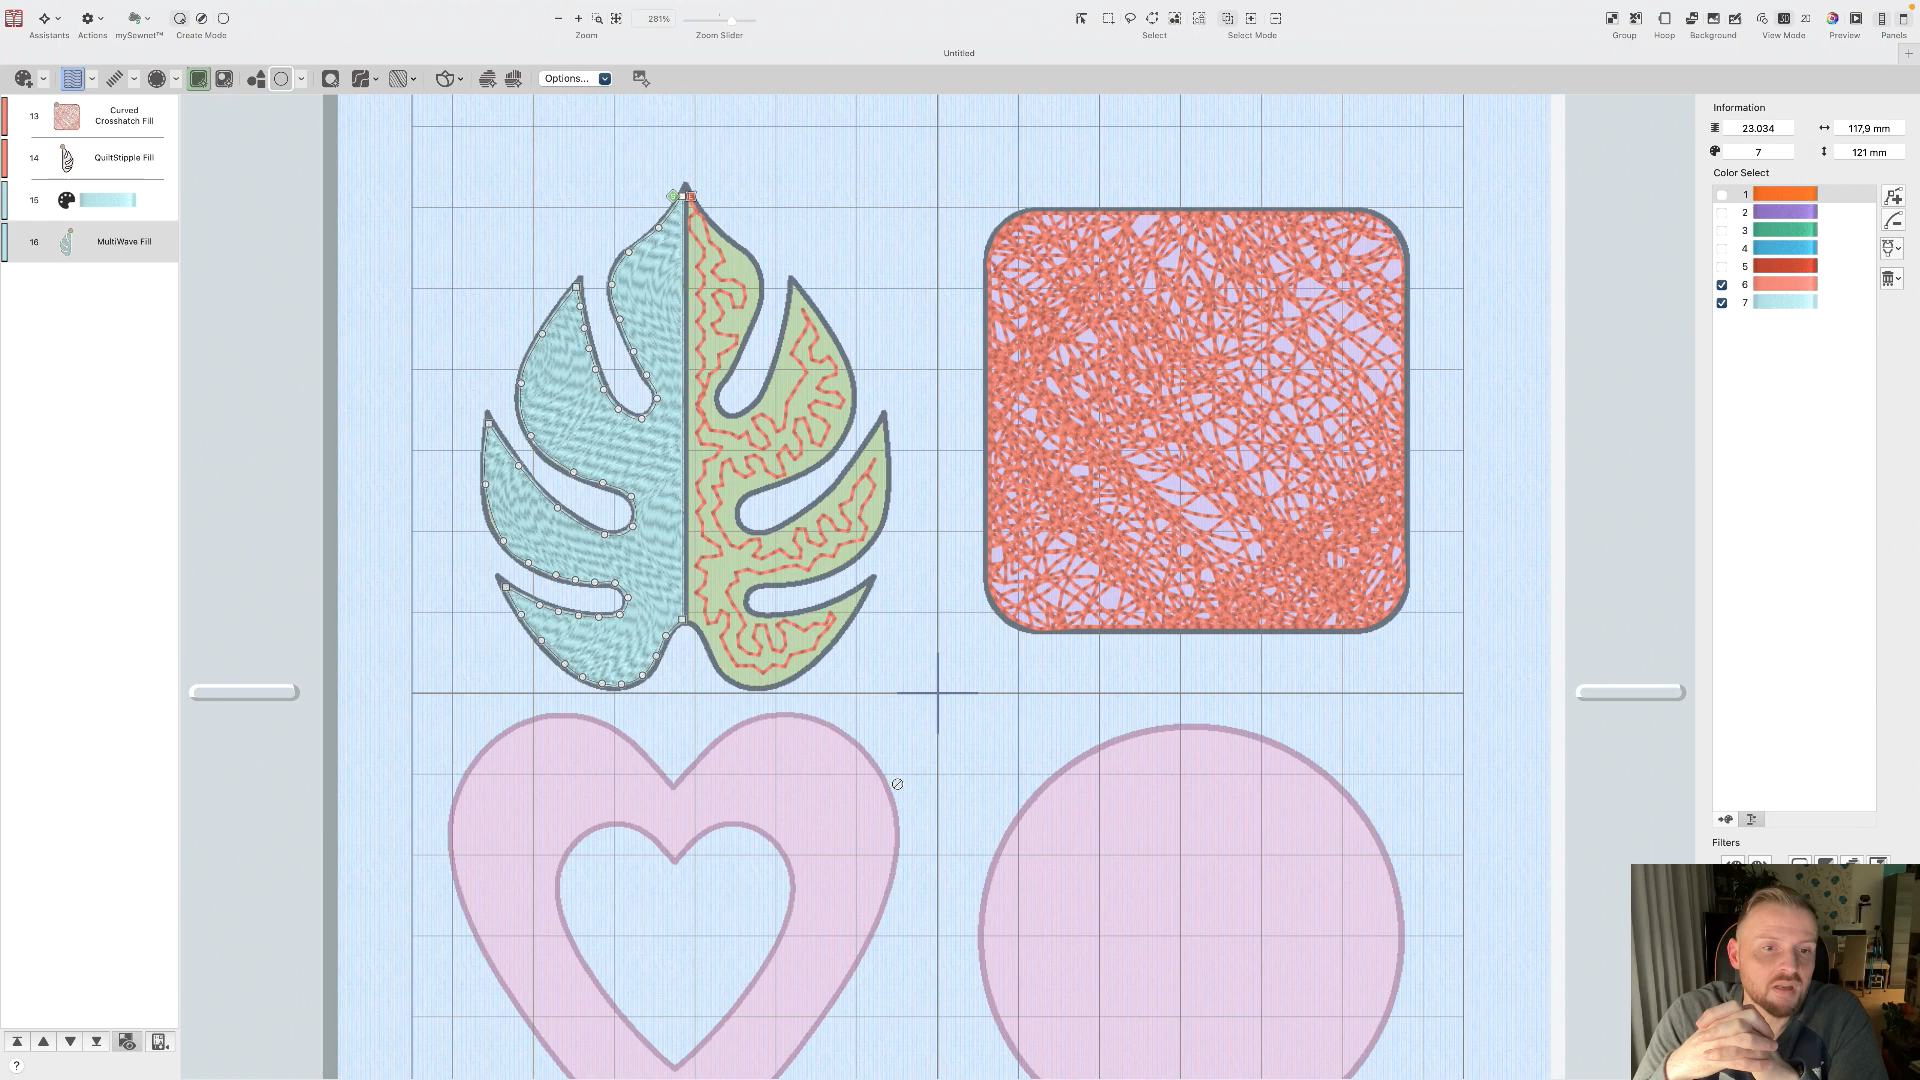 Assistants
Actions
mySewnet™
Create Mode
281%
Zoom
Zoom Slider
Select
Select Mode
Group
Hoop
Background
2D
3D
View Mode
Preview
Panels
Untitled
Options...
13
Curved
Crosshatch Fill
14
QuiltStipple Fill
15
16
MultiWave Fill
?
Information
23.034
117,9 mm
7
121 mm
Color Select
1
2
3
4
5
6
7
Filters